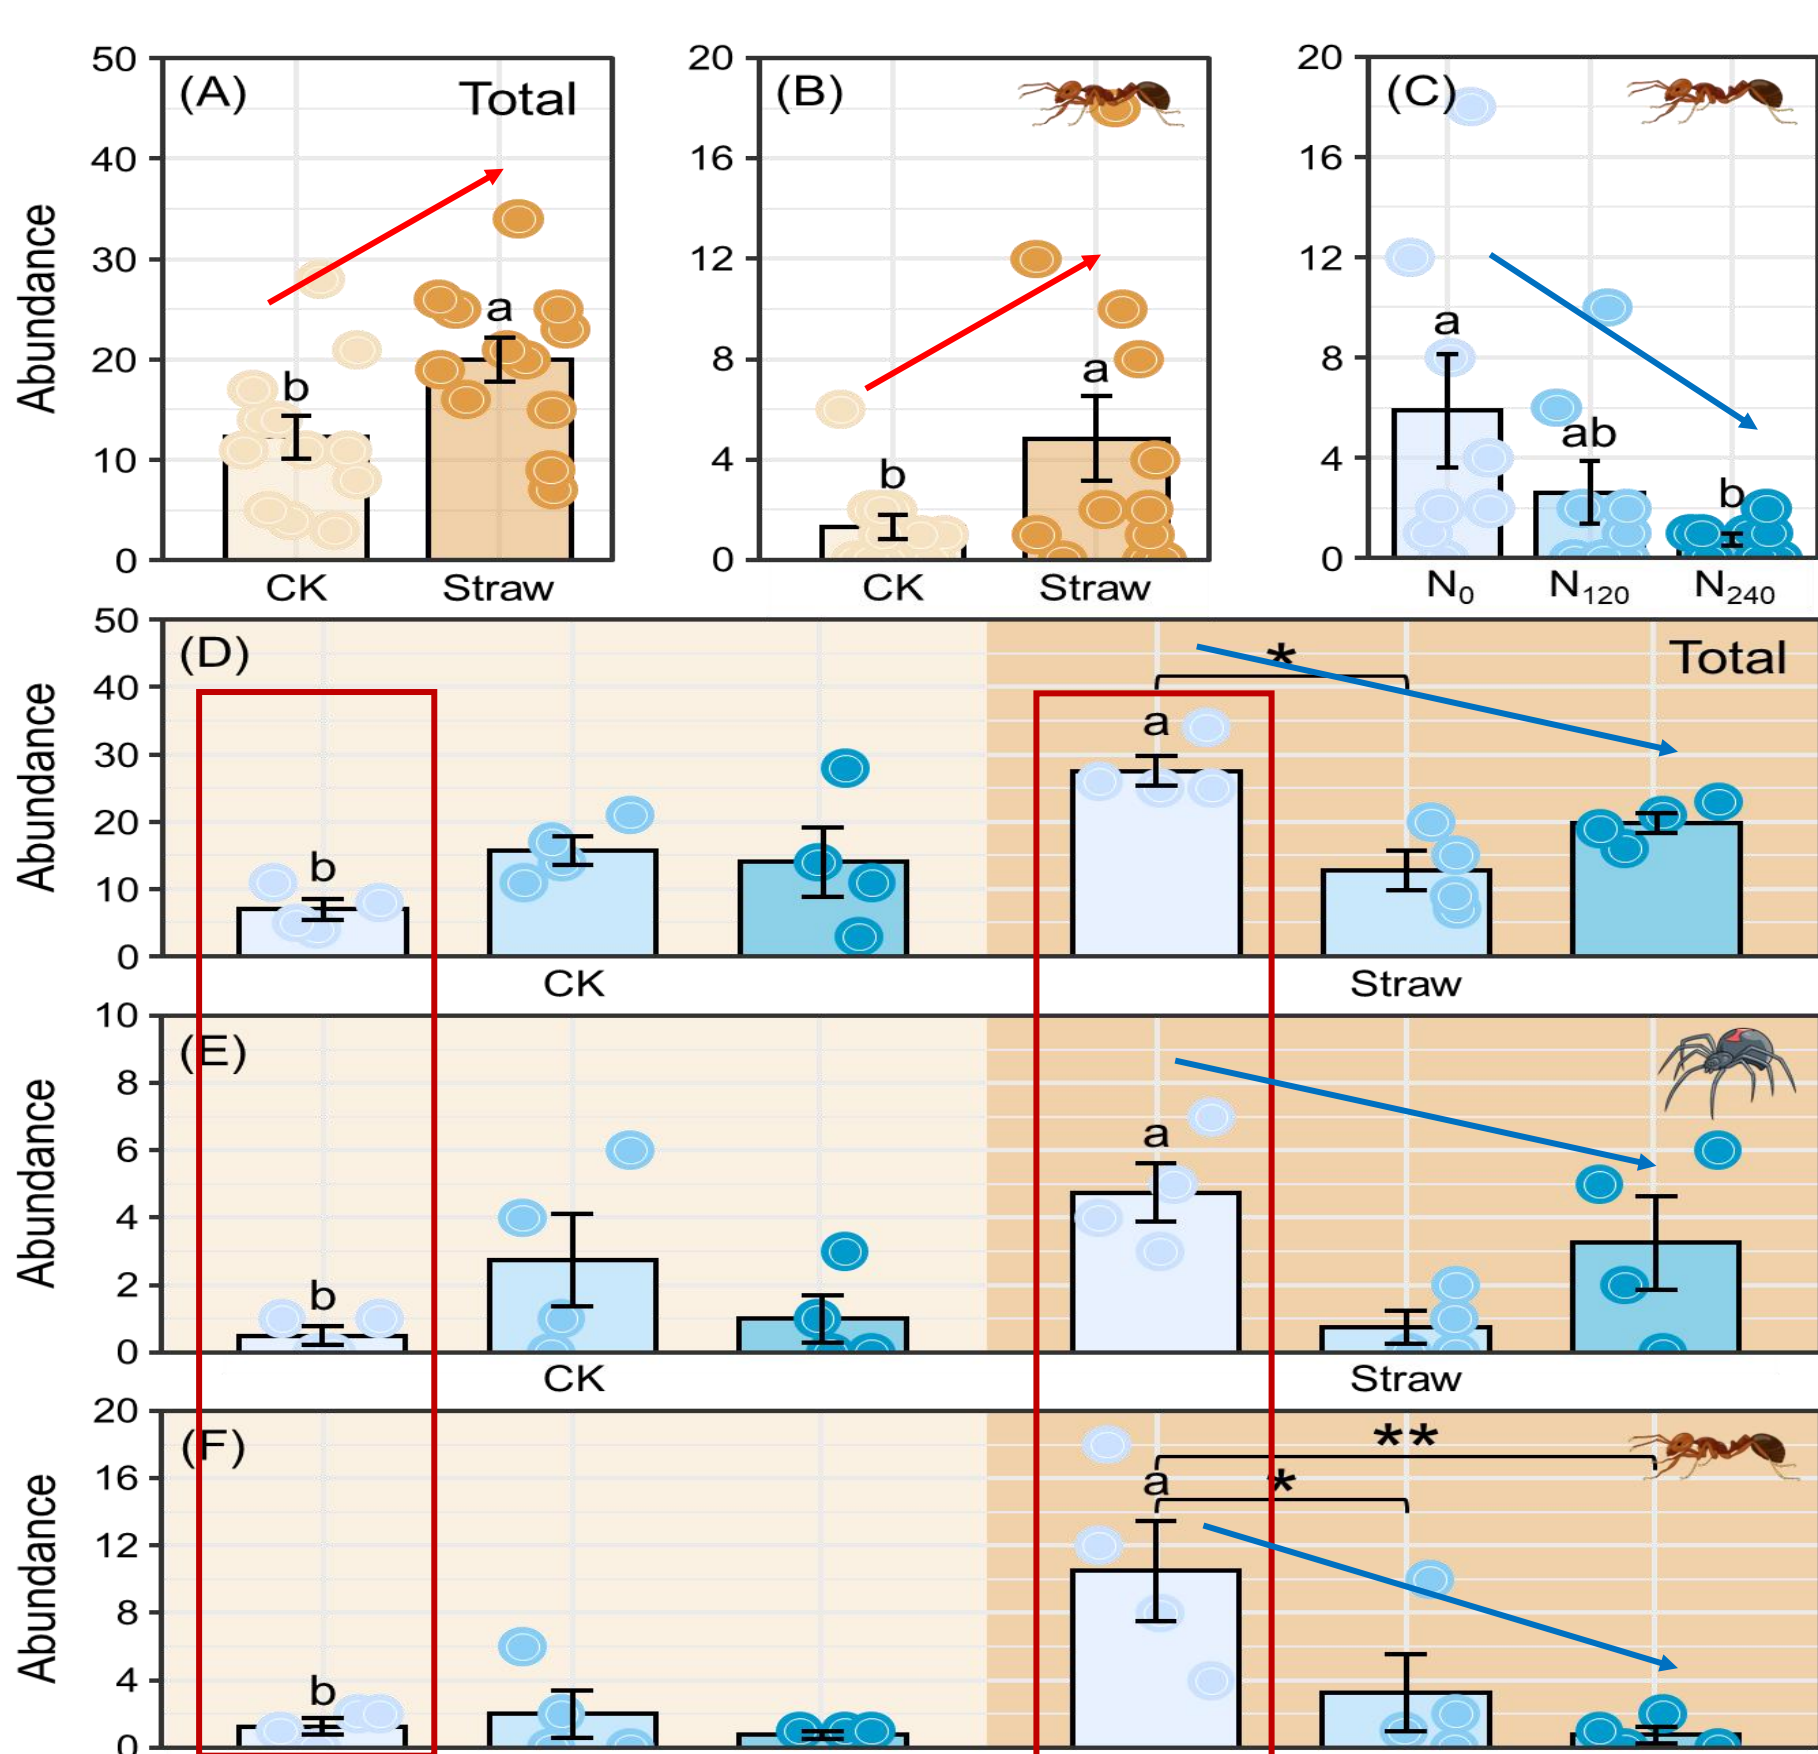 (A) Total
Abundance
50
40
30
20
10
0
b
a
CK Straw
(B)
20
16
12
8
4
0
b
a
CK Straw
(C)
20
16
12
8
4
0
a
ab
b
N₀ N₁₂₀ N₂₄₀
(D) Total
Abundance
50
40
30
20
10
0
b
a
*
CK Straw
(E)
Abundance
10
8
6
4
2
0
b
a
CK Straw
(F)
Abundance
20
16
12
8
4
0
b
a
**
*